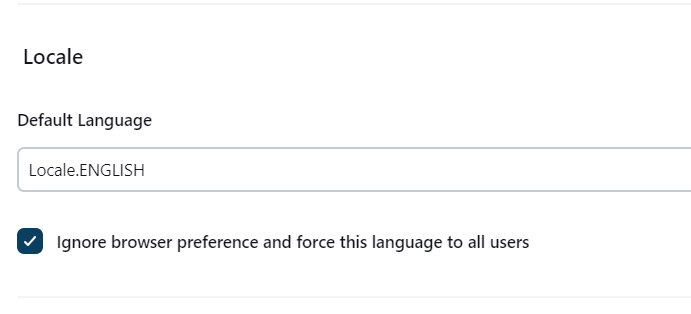 Locale
Default Language
Locale.ENGLISH
Ignore browser preference and force this language to all users